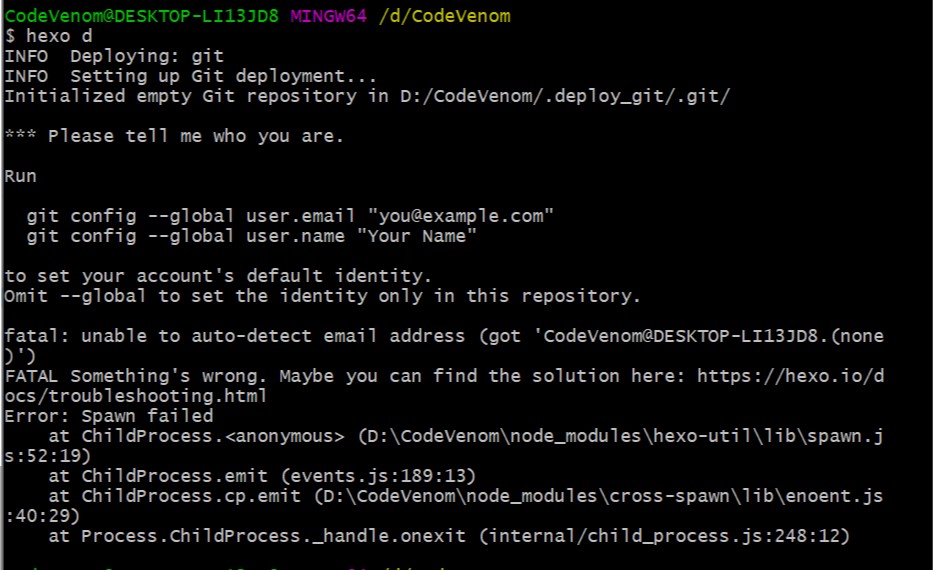 CodeVenom@DESKTOP-LI13JD8 MINGW64 /d/CodeVenom
$ hexo d
INFO  Deploying: git
INFO  Setting up Git deployment...
Initialized empty Git repository in D:/CodeVenom/.deploy_git/.git/
*** Please tell me who you are.
Run
  git config --global user.email "you@example.com"
  git config --global user.name "Your Name"
to set your account's default identity.
Omit --global to set the identity only in this repository.
fatal: unable to auto-detect email address (got 'CodeVenom@DESKTOP-LI13JD8.(none
)')
FATAL Something's wrong. Maybe you can find the solution here: https://hexo.io/d
ocs/troubleshooting.html
Error: Spawn failed
    at ChildProcess.<anonymous> (D:\CodeVenom\node_modules\hexo-util\lib\spawn.j
s:52:19)
    at ChildProcess.emit (events.js:189:13)
    at ChildProcess.cp.emit (D:\CodeVenom\node_modules\cross-spawn\lib\enoent.js
:40:29)
    at Process.ChildProcess._handle.onexit (internal/child_process.js:248:12)